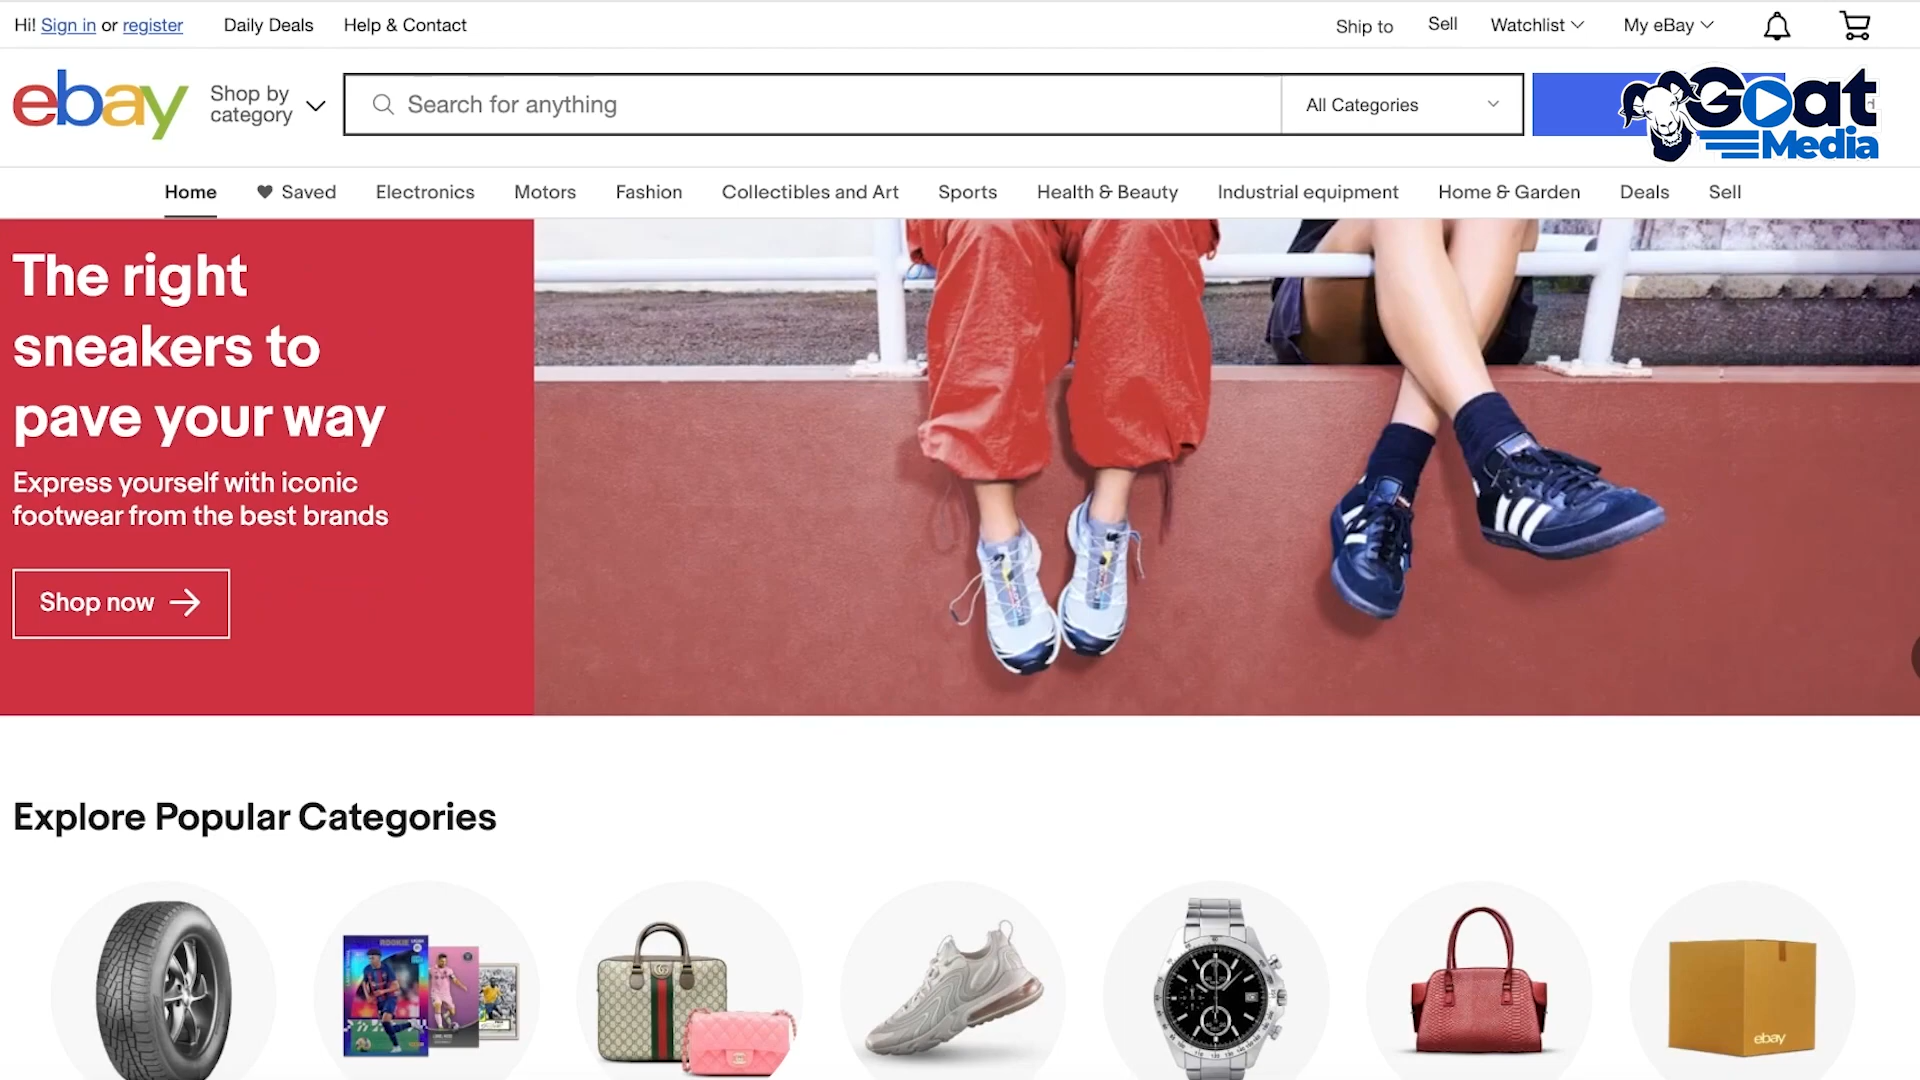 Hi! Sign in or register Daily Deals Help & Contact Ship to Sell Watchlist My eBay
ebay
Shop by
category
Search for anything
All Categories
Goat
Media
Home Saved Electronics Motors Fashion Collectibles and Art Sports Health & Beauty Industrial equipment Home & Garden Deals Sell
The right
sneakers to
pave your way
Express yourself with iconic
footwear from the best brands
Shop now
Explore Popular Categories
ROOKIE
ebay